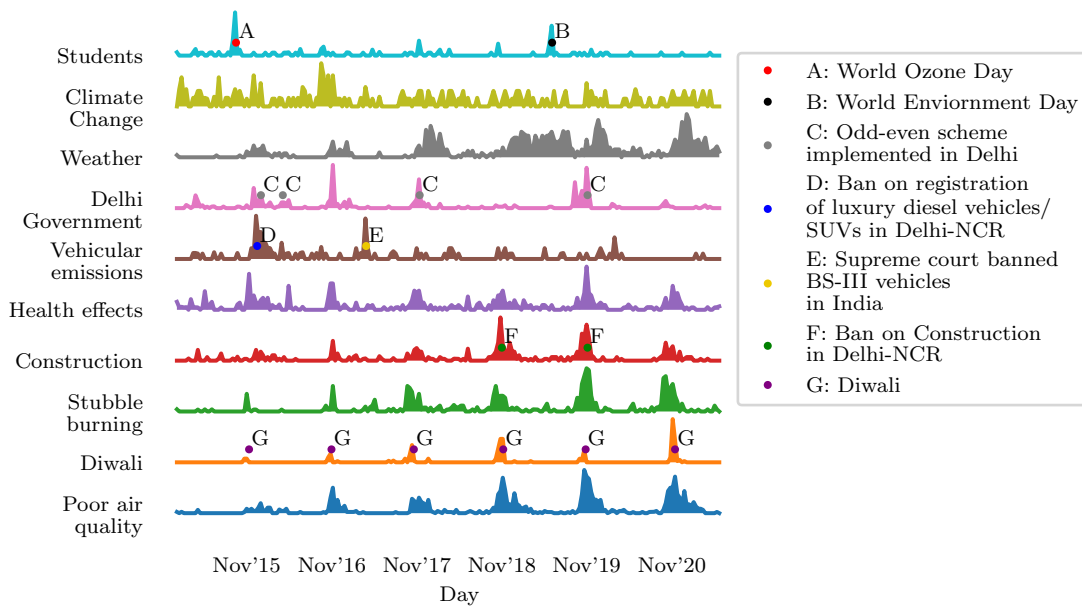 Students
Climate
Change
Weather
Delhi
Government
Vehicular
emissions
Health effects
Construction
Stubble
burning
Diwali
Poor air
quality
A
B
C
C
C
C
D
E
F
F
G
G
G
G
G
G
Nov'15
Nov'16
Nov'17
Nov'18
Nov'19
Nov'20
Day
A: World Ozone Day
B: World Enviornment Day
C: Odd-even scheme
implemented in Delhi
D: Ban on registration
of luxury diesel vehicles/
SUVs in Delhi-NCR
E: Supreme court banned
BS-III vehicles
in India
F: Ban on Construction
in Delhi-NCR
G: Diwali